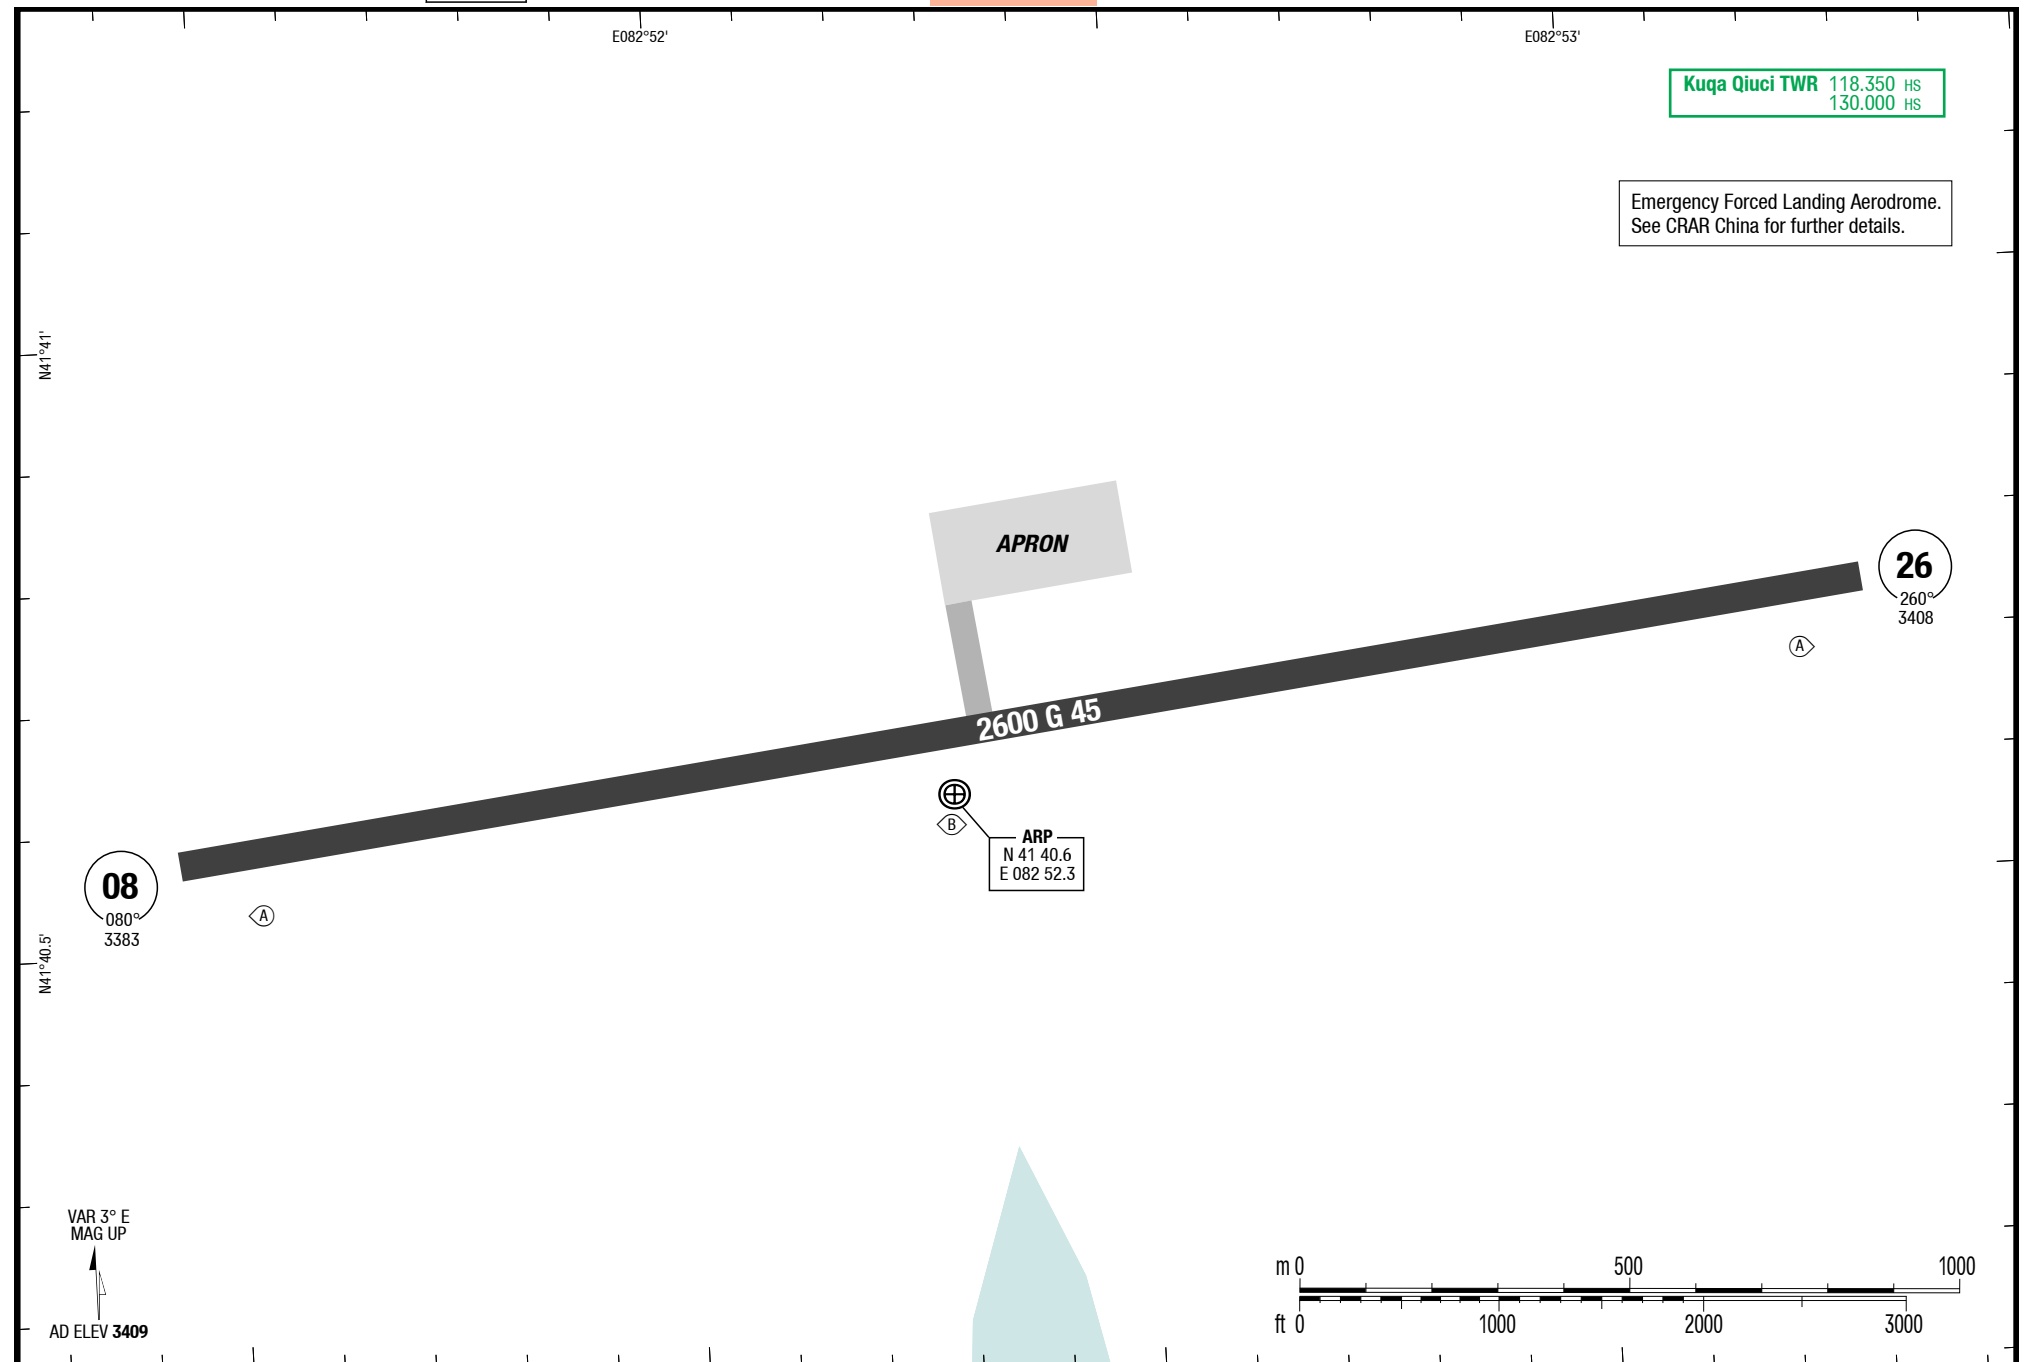 E082°52'
E082°53'
Kuqa Qiuci TWR 118.350 HS
130.000 HS
Emergency Forced Landing Aerodrome.
See CRAR China for further details.
N41°41'
APRON
26
260°
3408
A
2600 G 45
B
ARP
N 41 40.6
E 082 52.3
08
080°
3383
A
N41°40.5'
VAR 3° E
MAG UP
AD ELEV 3409
m 0 500 1000
ft 0 1000 2000 3000